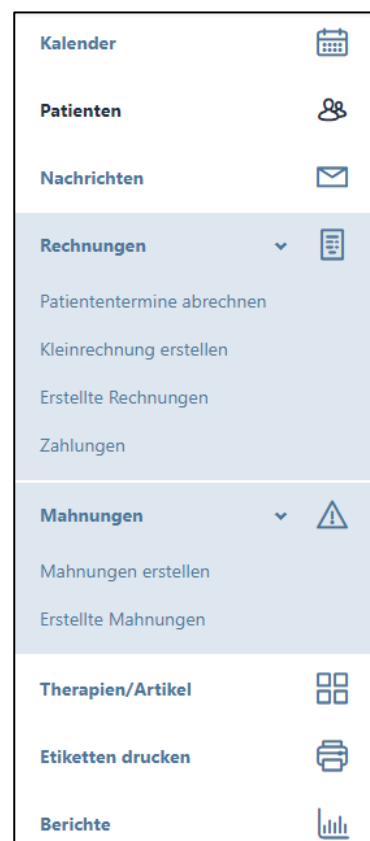 Kalender
Patienten
Nachrichten
Rechnungen
Patiententermine abrechnen
Kleinrechnung erstellen
Erstellte Rechnungen
Zahlungen
Mahnungen
Mahnungen erstellen
Erstellte Mahnungen
Therapien/Artikel
Etiketten drucken
Berichte